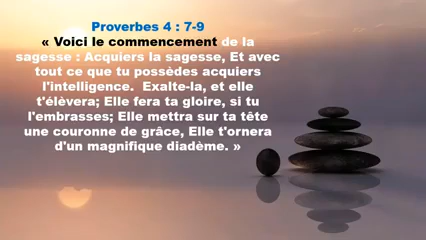 Proverbes 4 : 7-9
« Voici le commencement de la
sagesse : Acquiers la sagesse, Et avec
tout ce que tu possèdes acquiers
l'intelligence.  Exalte-la, et elle
t'élèvera; Elle fera ta gloire, si tu
l'embrasses; Elle mettra sur ta tête
une couronne de grâce, Elle t'ornera
d'un magnifique diadème. »